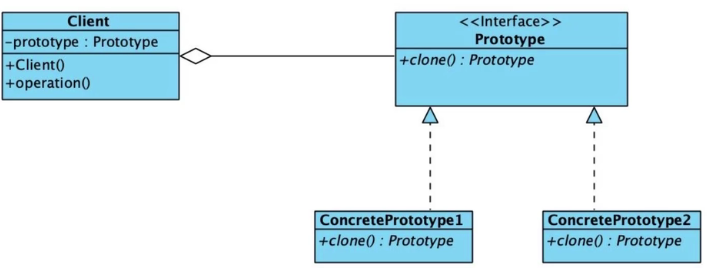 Client
-prototype : Prototype
+Client()
+operation()
<<Interface>>
Prototype
+clone() : Prototype
ConcretePrototype1
+clone() : Prototype
ConcretePrototype2
+clone() : Prototype